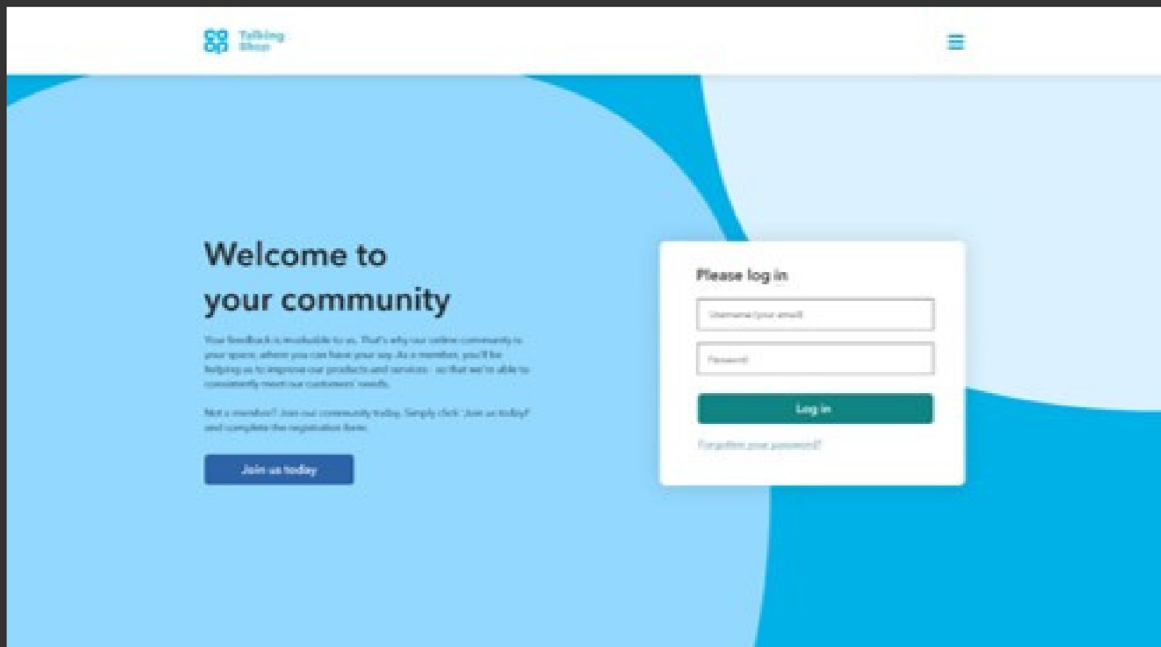 co
op
Talking
Shop
Welcome to
your community
Your feedback is invaluable to us. That's why our online community is
your space, where you can have your say. As a member, you'll be
helping us to improve our products and services - so that we're able to
consistently meet our customers' needs.
Not a member? Join our community today. Simply click 'Join us today!'
and complete the registration form.
Join us today
Please log in
Username (your email)
Password
Log in
Forgotten your password?